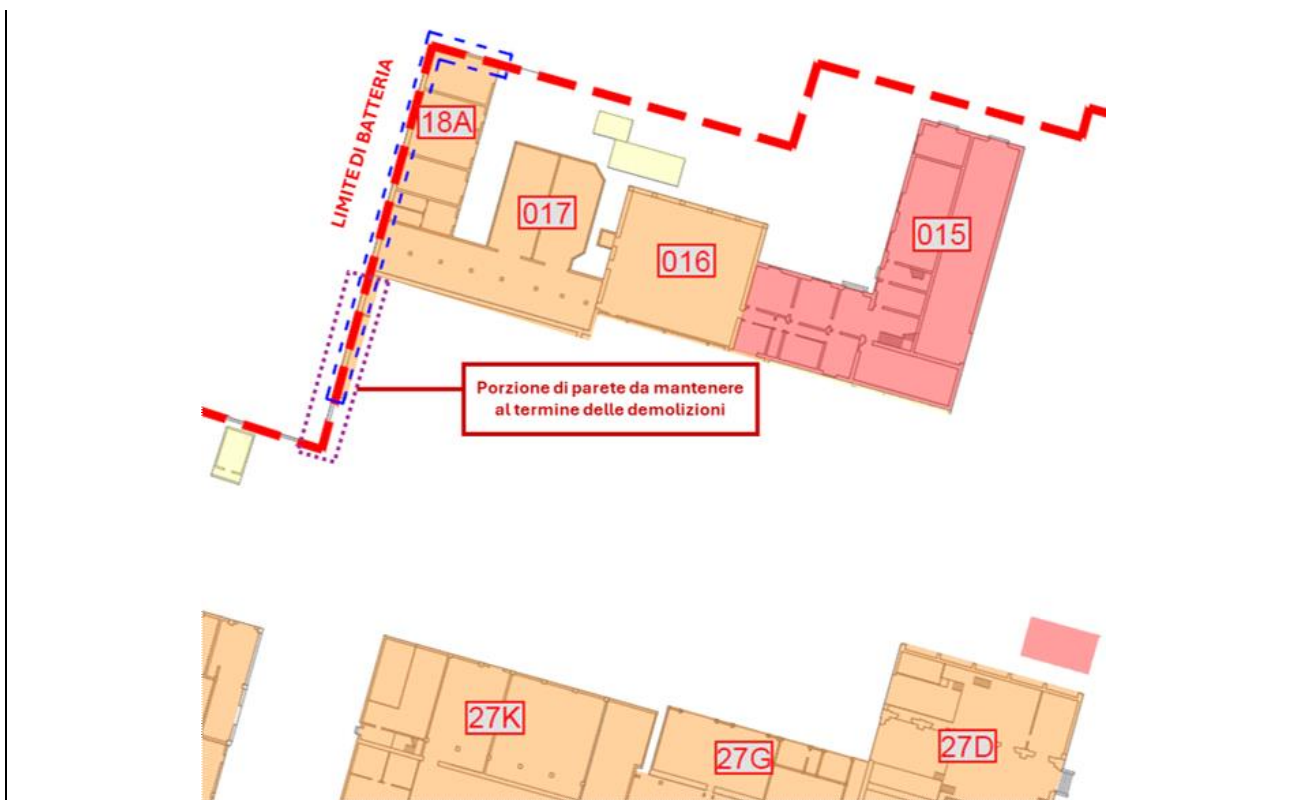 LIMITE DI BATTERIA
18A
017
016
015
Porzione di parete da mantenere
al termine delle demolizioni
27K
27G
27D